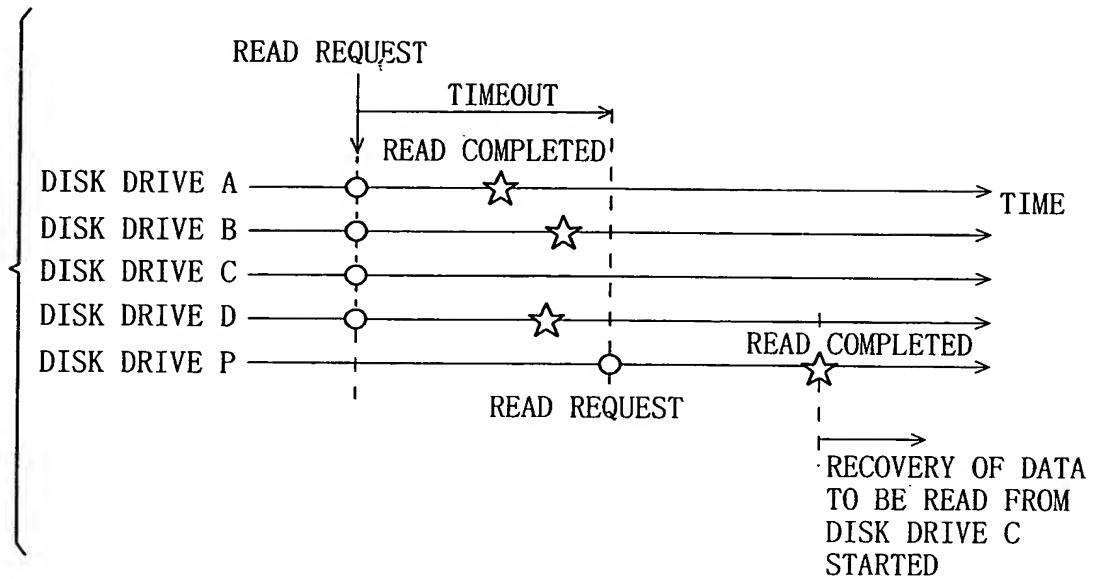 READ REQUEST
TIMEOUT
READ COMPLETED
DISK DRIVE A
TIME
DISK DRIVE B
DISK DRIVE C
DISK DRIVE D
READ COMPLETED
DISK DRIVE P
READ REQUEST
RECOVERY OF DATA
TO BE READ FROM
DISK DRIVE C
STARTED